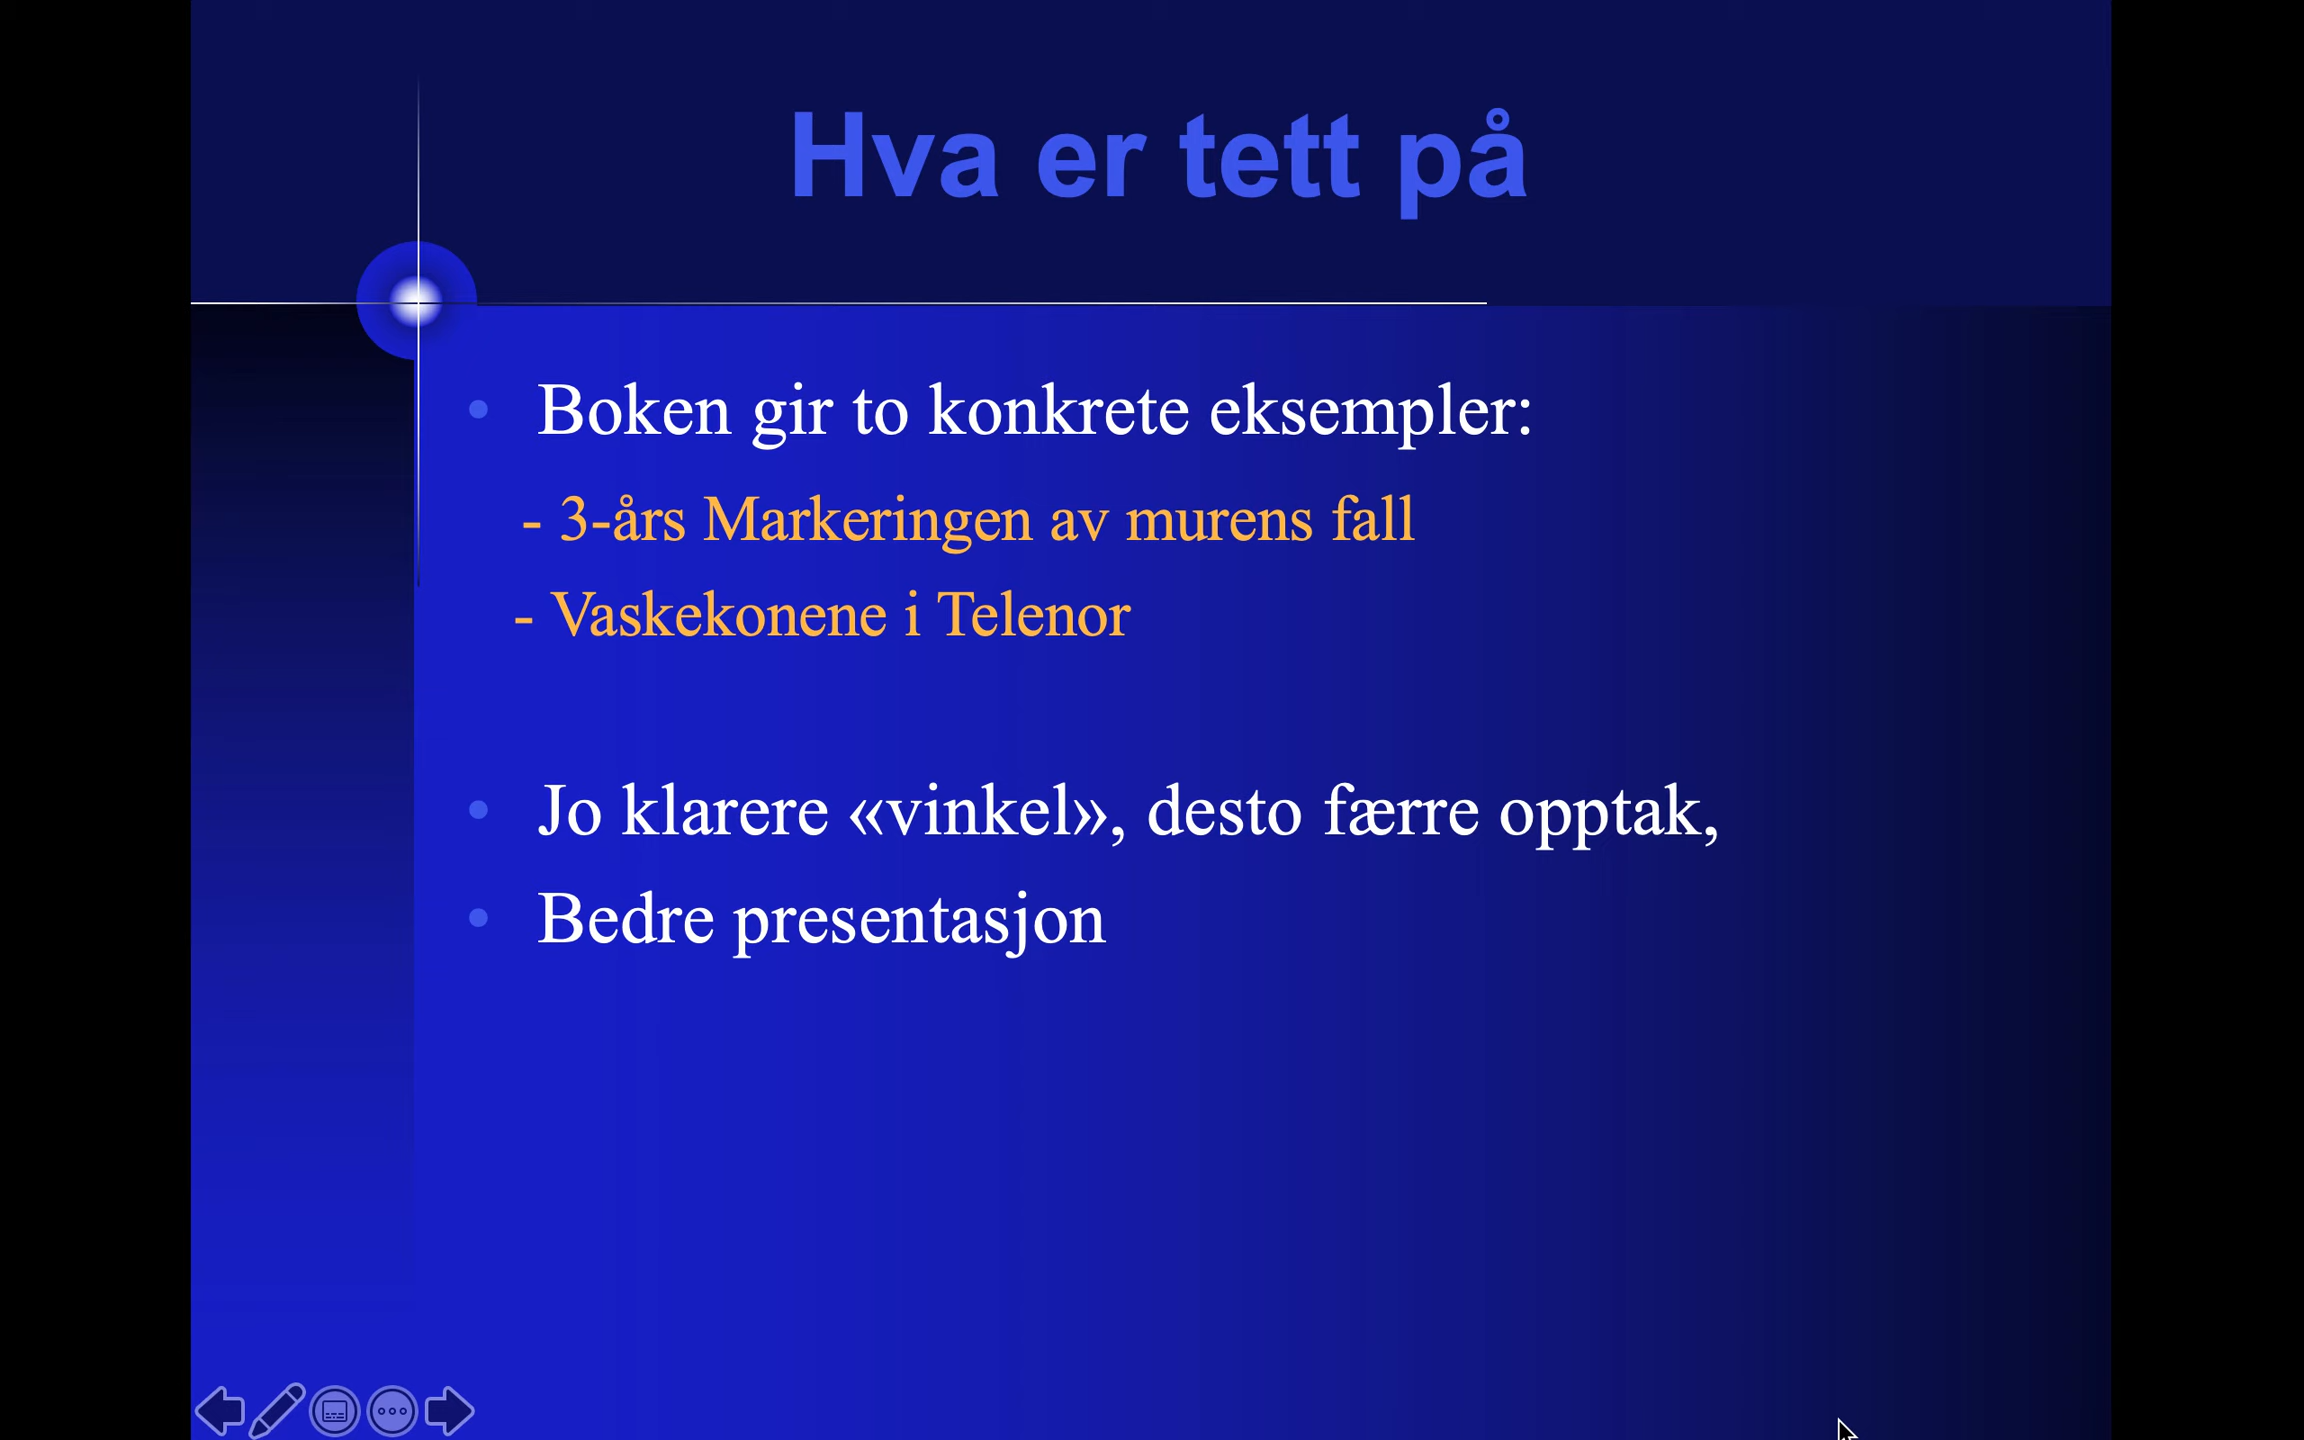 Hva er tett på
• Boken gir to konkrete eksempler:
- 3-års Markeringen av murens fall
- Vaskekonene i Telenor
• Jo klarere «vinkel», desto færre opptak,
• Bedre presentasjon